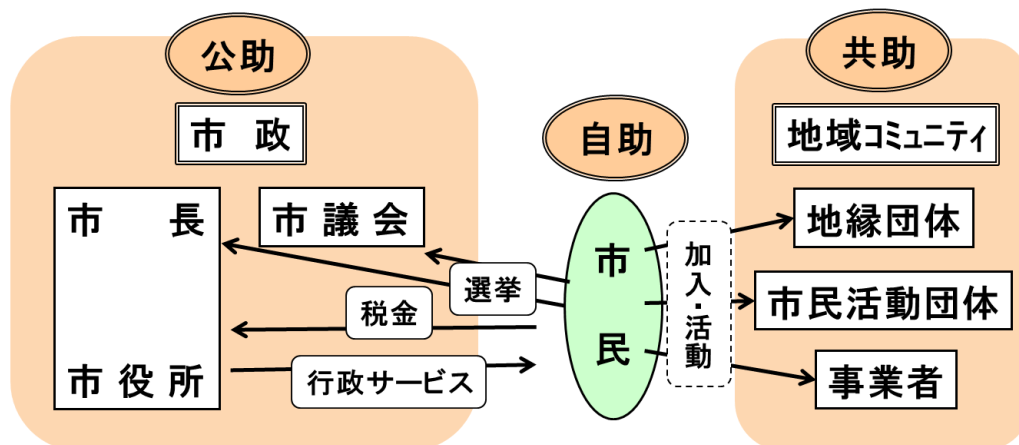 公助
市政
市長
市役所
市議会
選挙
税金
行政サービス
自助
市民
加入・活動
共助
地域コミュニティ
地縁団体
市民活動団体
事業者